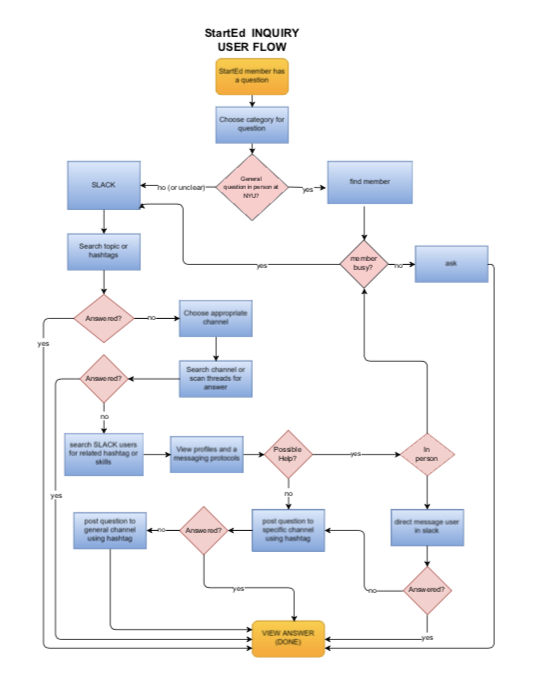 StartEd INQUIRY
USER FLOW
StartEd member has
a question
Choose category for
question
General
question in person at
NYU?
no (or unclear)
yes
SLACK
find member
Search topic or
hashtags
member
busy?
no
ask
yes
Answered?
no
Choose appropriate
channel
yes
Answered?
Search channel or
scan threads for
answer
no
search SLACK users
for related hashtag or
skills
View profiles and a
messaging protocols
Possible
Help?
yes
In
person
no
yes
post question to
general channel
using hashtag
no
Answered?
post question to
specific channel
using hashtag
direct message user
in slack
yes
no
Answered?
yes
VIEW ANSWER
(DONE)